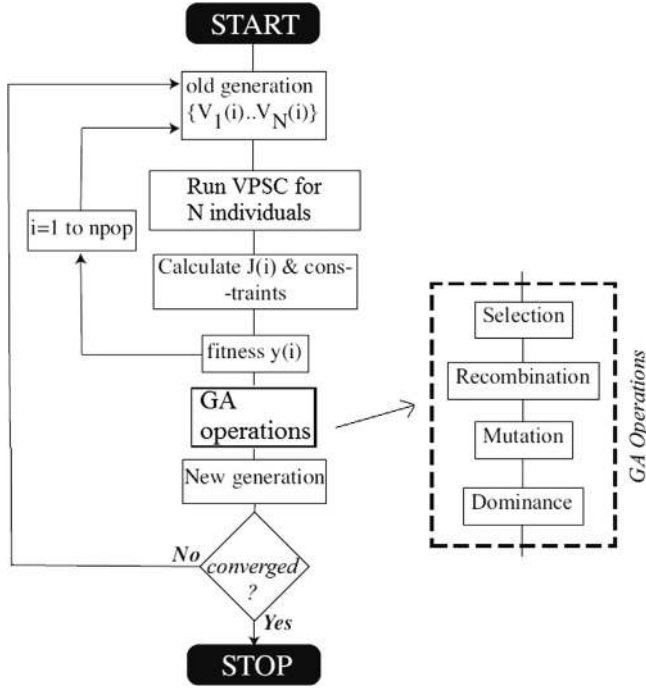 START
old generation
{V1(i)..VN(i)}
Run VPSC for
N individuals
i=1 to npop
Calculate J(i) & cons-
-traints
fitness y(i)
GA
operations
New generation
No
converged
?
Yes
STOP
Selection
Recombination
Mutation
Dominance
GA Operations